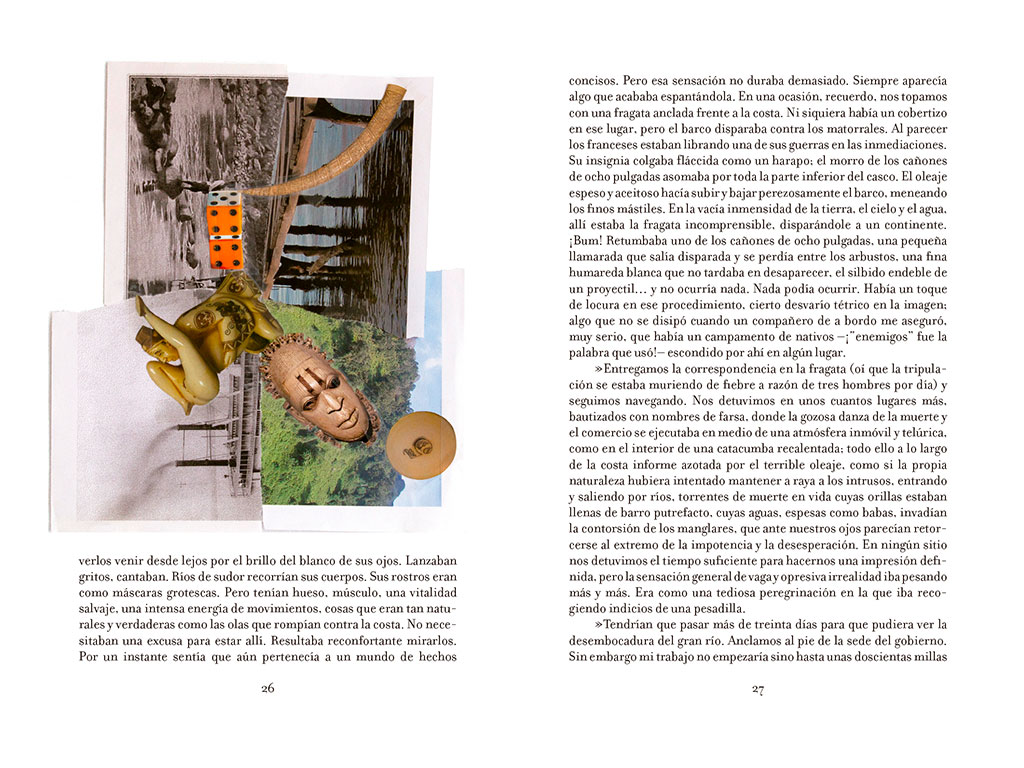 verlos venir desde lejos por el brillo del blanco de sus ojos. Lanzaban
gritos, cantaban. Ríos de sudor recorrían sus cuerpos. Sus rostros eran
como máscaras grotescas. Pero tenían hueso, músculo, una vitalidad
salvaje, una intensa energía de movimientos, cosas que eran tan natu-
rales y verdaderas como las olas que rompían contra la costa. No nece-
sitaban una excusa para estar allí. Resultaba reconfortante mirarlos.
Por un instante sentía que aún pertenecía a un mundo de hechos
26
concisos. Pero esa sensación no duraba demasiado. Siempre aparecía
algo que acababa espantándola. En una ocasión, recuerdo, nos topamos
con una fragata anclada frente a la costa. Ni siquiera había un cobertizo
en ese lugar, pero el barco disparaba contra los matorrales. Al parecer
los franceses estaban librando una de sus guerras en las inmediaciones.
Su insignia colgaba fláccida como un harapo; el morro de los cañones
de ocho pulgadas asomaba por toda la parte inferior del casco. El oleaje
espeso y aceitoso hacía subir y bajar perezosamente el barco, meneando
los finos mástiles. En la vacía inmensidad de la tierra, el cielo y el agua,
allí estaba la fragata incomprensible, disparándole a un continente.
¡Bum! Retumbaba uno de los cañones de ocho pulgadas, una pequeña
llamarada que salía disparada y se perdía entre los arbustos, una fina
humareda blanca que no tardaba en desaparecer, el silbido endeble de
un proyectil… y no ocurría nada. Nada podía ocurrir. Había un toque
de locura en ese procedimiento, cierto desvarío tétrico en la imagen;
algo que no se disipó cuando un compañero de a bordo me aseguró,
muy serio, que había un campamento de nativos –¡"enemigos" fue la
palabra que usó!– escondido por ahí en algún lugar.
»Entregamos la correspondencia en la fragata (oí que la tripula-
ción se estaba muriendo de fiebre a razón de tres hombres por día) y
seguimos navegando. Nos detuvimos en unos cuantos lugares más,
bautizados con nombres de farsa, donde la gozosa danza de la muerte y
el comercio se ejecutaba en medio de una atmósfera inmóvil y telúrica,
como en el interior de una catacumba recalentada; todo ello a lo largo
de la costa informe azotada por el terrible oleaje, como si la propia
naturaleza hubiera intentado mantener a raya a los intrusos, entrando
y saliendo por ríos, torrentes de muerte en vida cuyas orillas estaban
llenas de barro putrefacto, cuyas aguas, espesas como babas, invadían
la contorsión de los manglares, que ante nuestros ojos parecían retor-
cerse al extremo de la impotencia y la desesperación. En ningún sitio
nos detuvimos el tiempo suficiente para hacernos una impresión defi-
nida, pero la sensación general de vaga y opresiva irrealidad iba pesando
más y más. Era como una tediosa peregrinación en la que iba reco-
giendo indicios de una pesadilla.
»Tendrían que pasar más de treinta días para que pudiera ver la
desembocadura del gran río. Anclamos al pie de la sede del gobierno.
Sin embargo mi trabajo no empezaría sino hasta unas doscientas millas
27